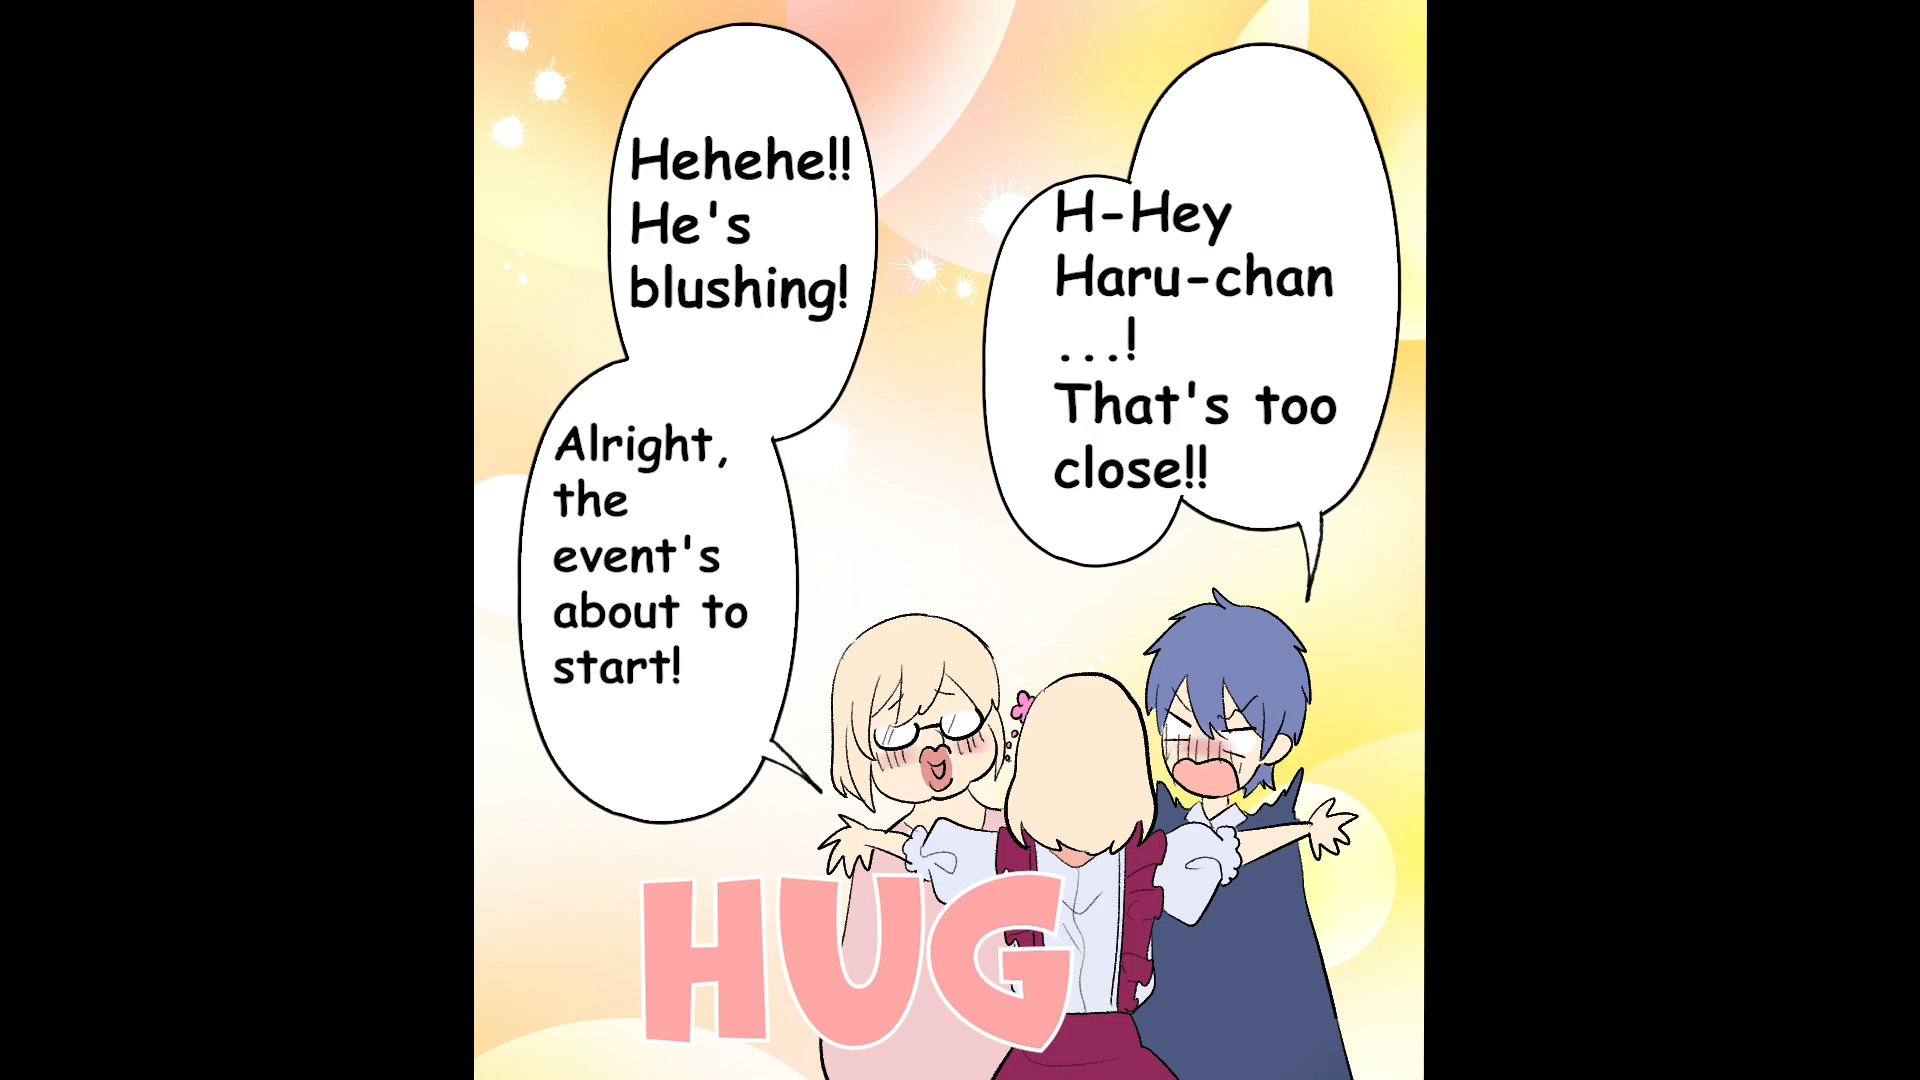 Hehehe!!
He's
blushing!
Alright,
the
event's
about to
start!
H-Hey
Haru-chan
...!
That's too
close!!
HUG